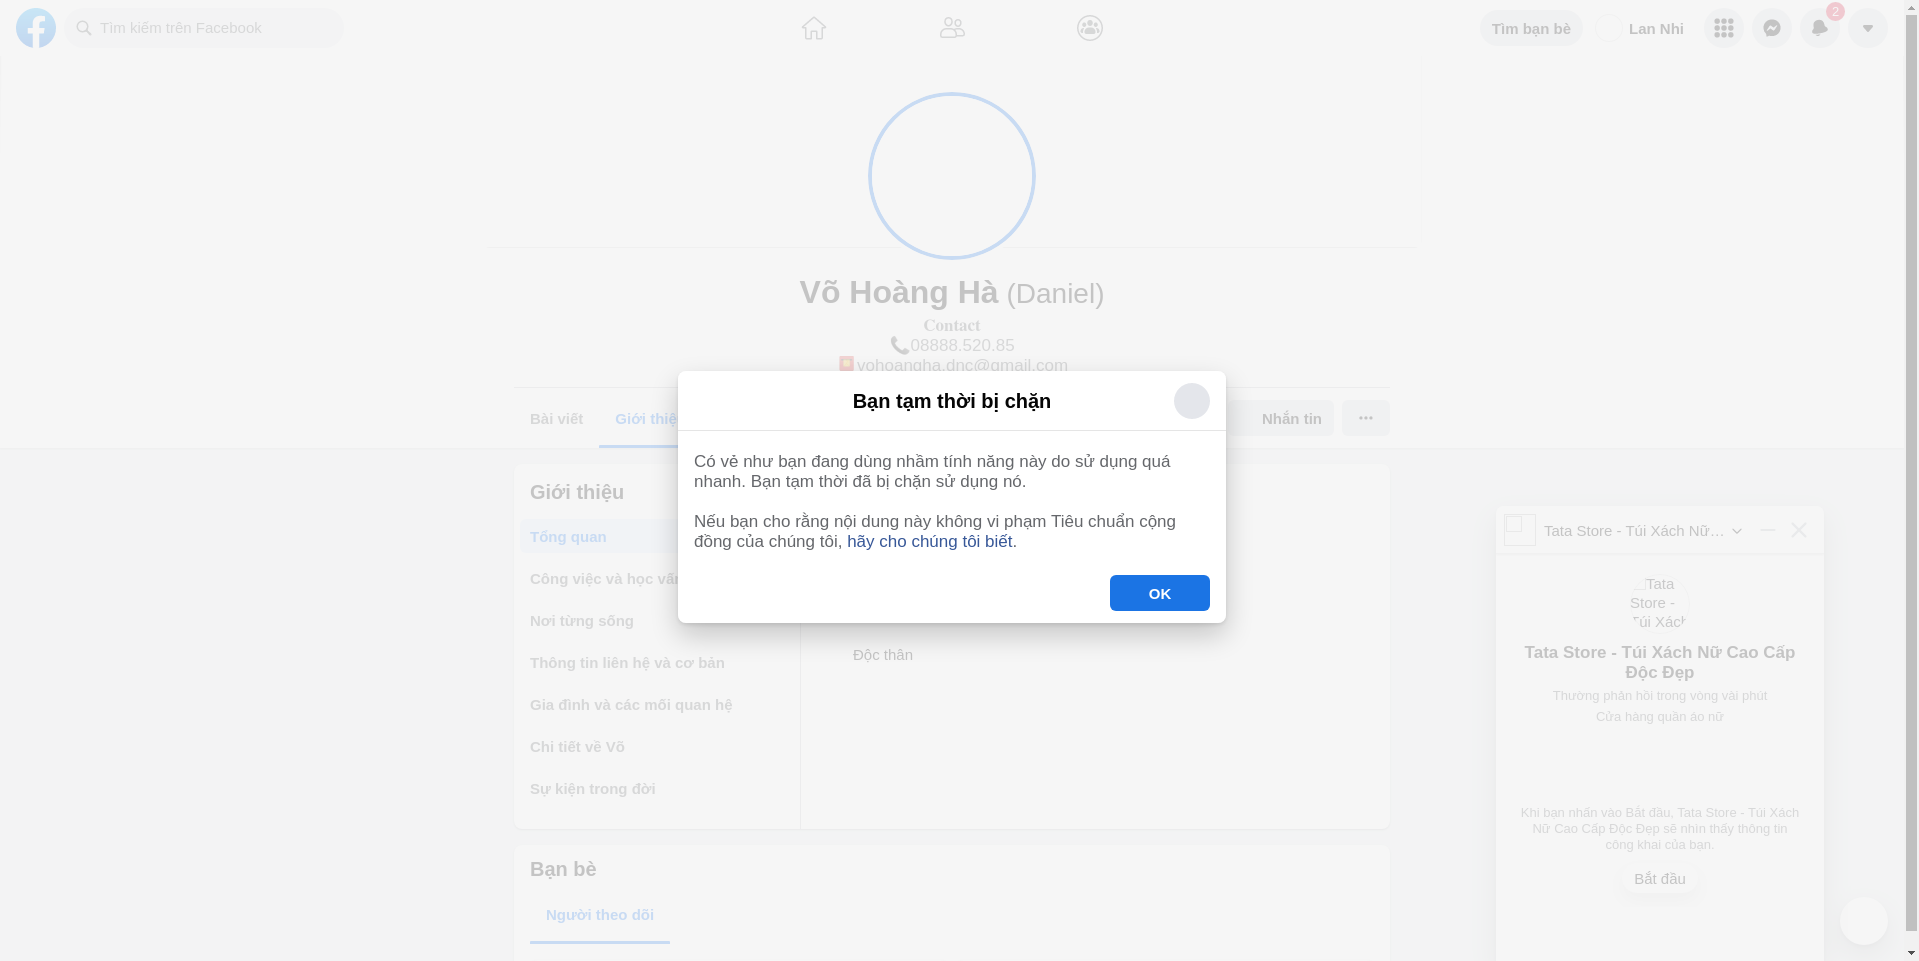 Tìm kiếm trên Facebook
Tìm bạn bè
Lan Nhi
2
Võ Hoàng Hà (Daniel)
Contact
08888.520.85
vohoangha.dnc@gmail.com
Bài viết
Giới thiệ
Nhắn tin
Bạn tạm thời bị chặn
Có vẻ như bạn đang dùng nhầm tính năng này do sử dụng quá
nhanh. Bạn tạm thời đã bị chặn sử dụng nó.
Nếu bạn cho rằng nội dung này không vi phạm Tiêu chuẩn cộng
đồng của chúng tôi, hãy cho chúng tôi biết.
OK
Giới thiệu
Tổng quan
Công việc và học vấn
Nơi từng sống
Thông tin liên hệ và cơ bản
Gia đình và các mối quan hệ
Chi tiết về Võ
Sự kiện trong đời
Độc thân
Bạn bè
Người theo dõi
Tata Store - Túi Xách Nữ…
Tata
Store -
Túi Xách
Tata Store - Túi Xách Nữ Cao Cấp
Độc Đẹp
Thường phản hồi trong vòng vài phút
Cửa hàng quần áo nữ
Khi bạn nhấn vào Bắt đầu, Tata Store - Túi Xách
Nữ Cao Cấp Độc Đẹp sẽ nhìn thấy thông tin
công khai của bạn.
Bắt đầu